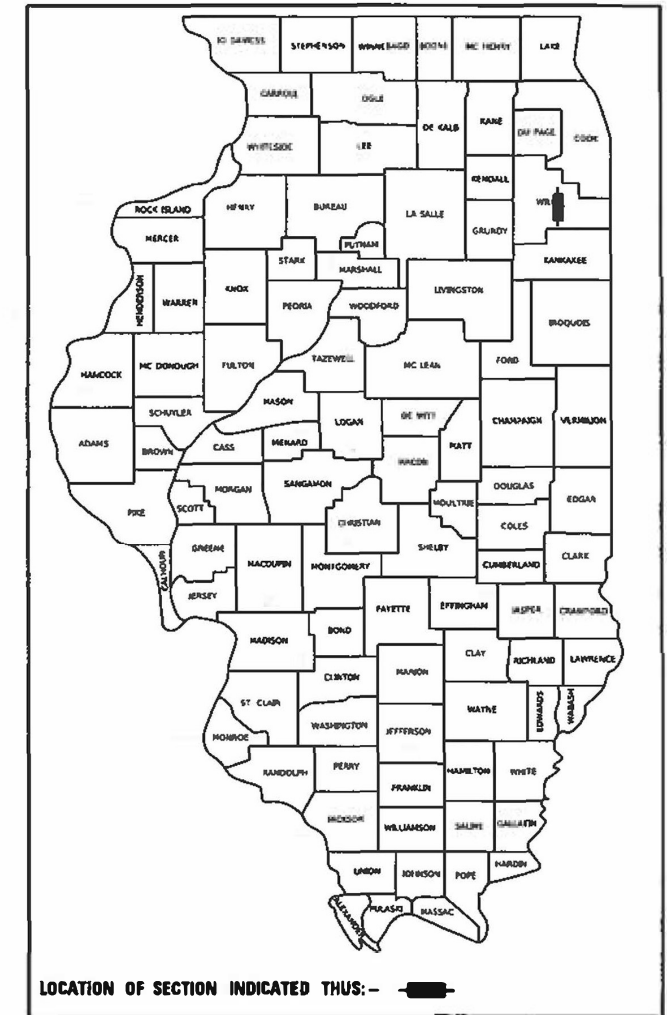 JO DAVIESS STEPHENSON WINNEBAGO BOONE MC HENRY LAKE
CARROLL OGLE
DE KALB KANE
DU PAGE COOK
WHITESIDE LEE
KENDALL
ROCK ISLAND HENRY BUREAU LA SALLE WI
GRUNDY
MERCER PUTNAM
STARK MARSHALL KANKAKEE
HENDERSON WARREN KNOX PEORIA WOODFORD LIVINGSTON
IROQUOIS
HANCOCK MC DONOUGH FULTON TAZEWELL MC LEAN FORD
MASON
SCHUYLER LOGAN DE WITT CHAMPAIGN VERMILION
ADAMS BROWN CASS MENARD PIATT
MACON
PIKE SCOTT MORGAN SANGAMON DOUGLAS
MOULTRIE EDGAR
CHRISTIAN COLES
CALHOUN GREENE MACOUPIN MONTGOMERY SHELBY CUMBERLAND CLARK
JERSEY
FAYETTE EFFINGHAM JASPER CRAWFORD
MADISON BOND
CLAY RICHLAND LAWRENCE
CLINTON MARION
ST CLAIR WAYNE EDWARDS WABASH
MONROE WASHINGTON JEFFERSON
RANDOLPH PERRY HAMILTON WHITE
FRANKLIN
JACKSON WILLIAMSON SALINE GALLATIN
UNION JOHNSON POPE HARDIN
ALEXANDER PULASKI MASSAC
LOCATION OF SECTION INDICATED THUS:-